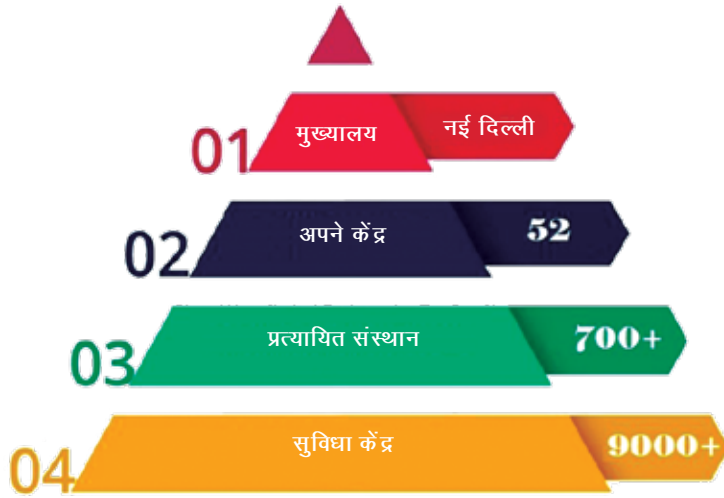 01 मुख्यालय नई दिल्ली
02 अपने केंद्र 52
03 प्रत्यायित संस्थान 700+
04 सुविधा केंद्र 9000+